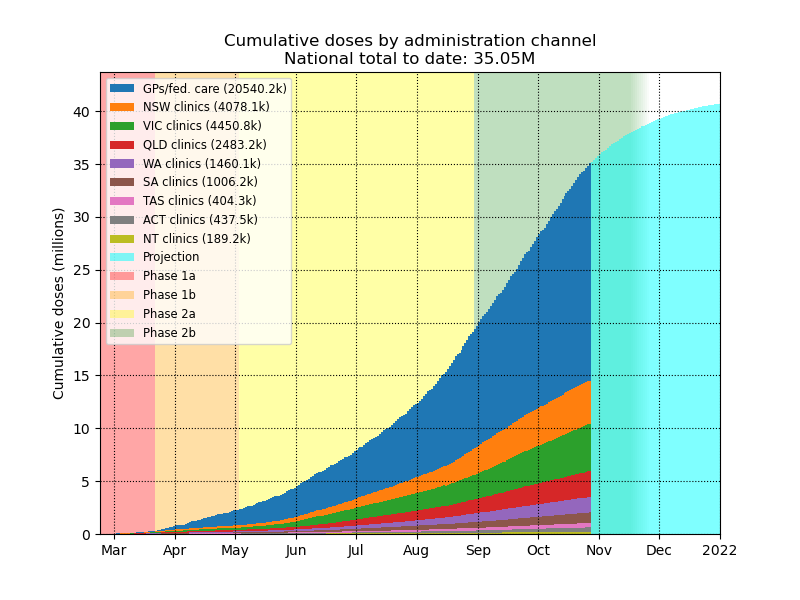 Cumulative doses by administration channel
National total to date: 35.05M
Cumulative doses (millions)
40
35
30
25
20
15
10
5
0
GPs/fed. care (20540.2k)
NSW clinics (4078.1k)
VIC clinics (4450.8k)
QLD clinics (2483.2k)
WA clinics (1460.1k)
SA clinics (1006.2k)
TAS clinics (404.3k)
ACT clinics (437.5k)
NT clinics (189.2k)
Projection
Phase 1a
Phase 1b
Phase 2a
Phase 2b
Mar Apr May Jun Jul Aug Sep Oct Nov Dec 2022